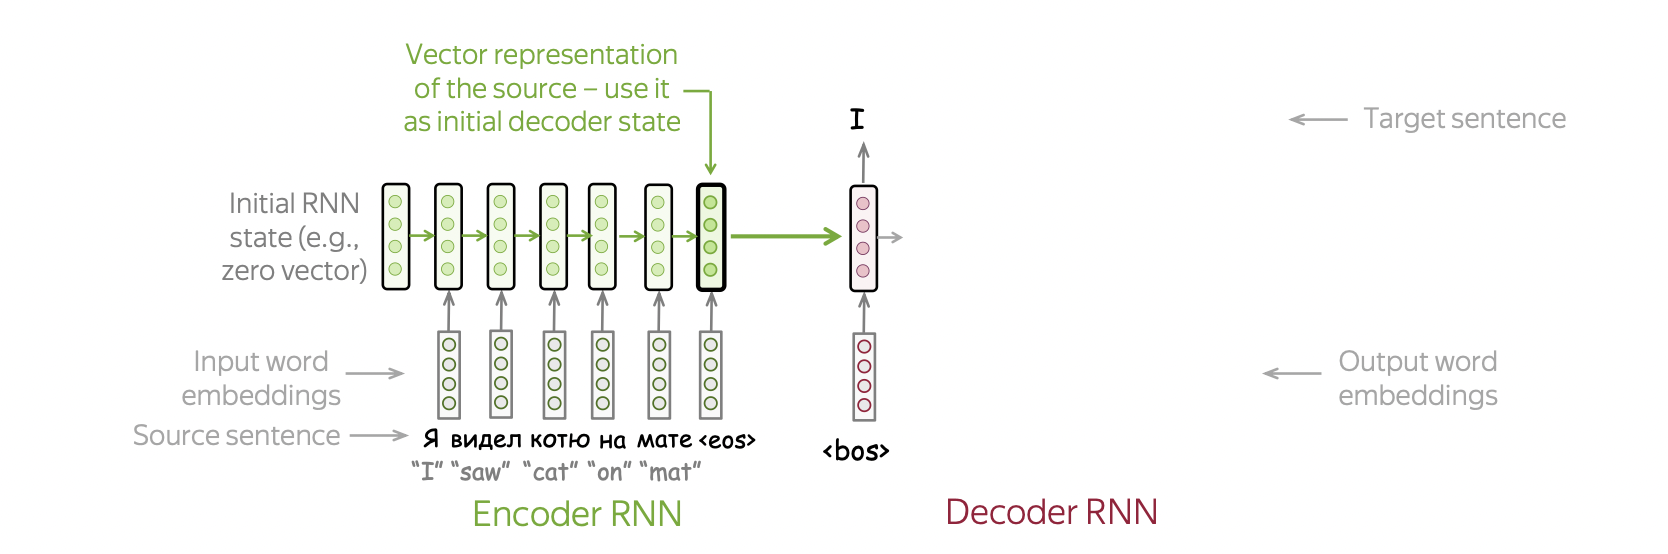 Vector representation
of the source – use it
as initial decoder state
I
Target sentence
Initial RNN
state (e.g.,
zero vector)
Input word
embeddings
Output word
embeddings
Source sentence
Я видел котю на мате <eos>
"I" "saw" "cat" "on" "mat"
<bos>
Encoder RNN
Decoder RNN